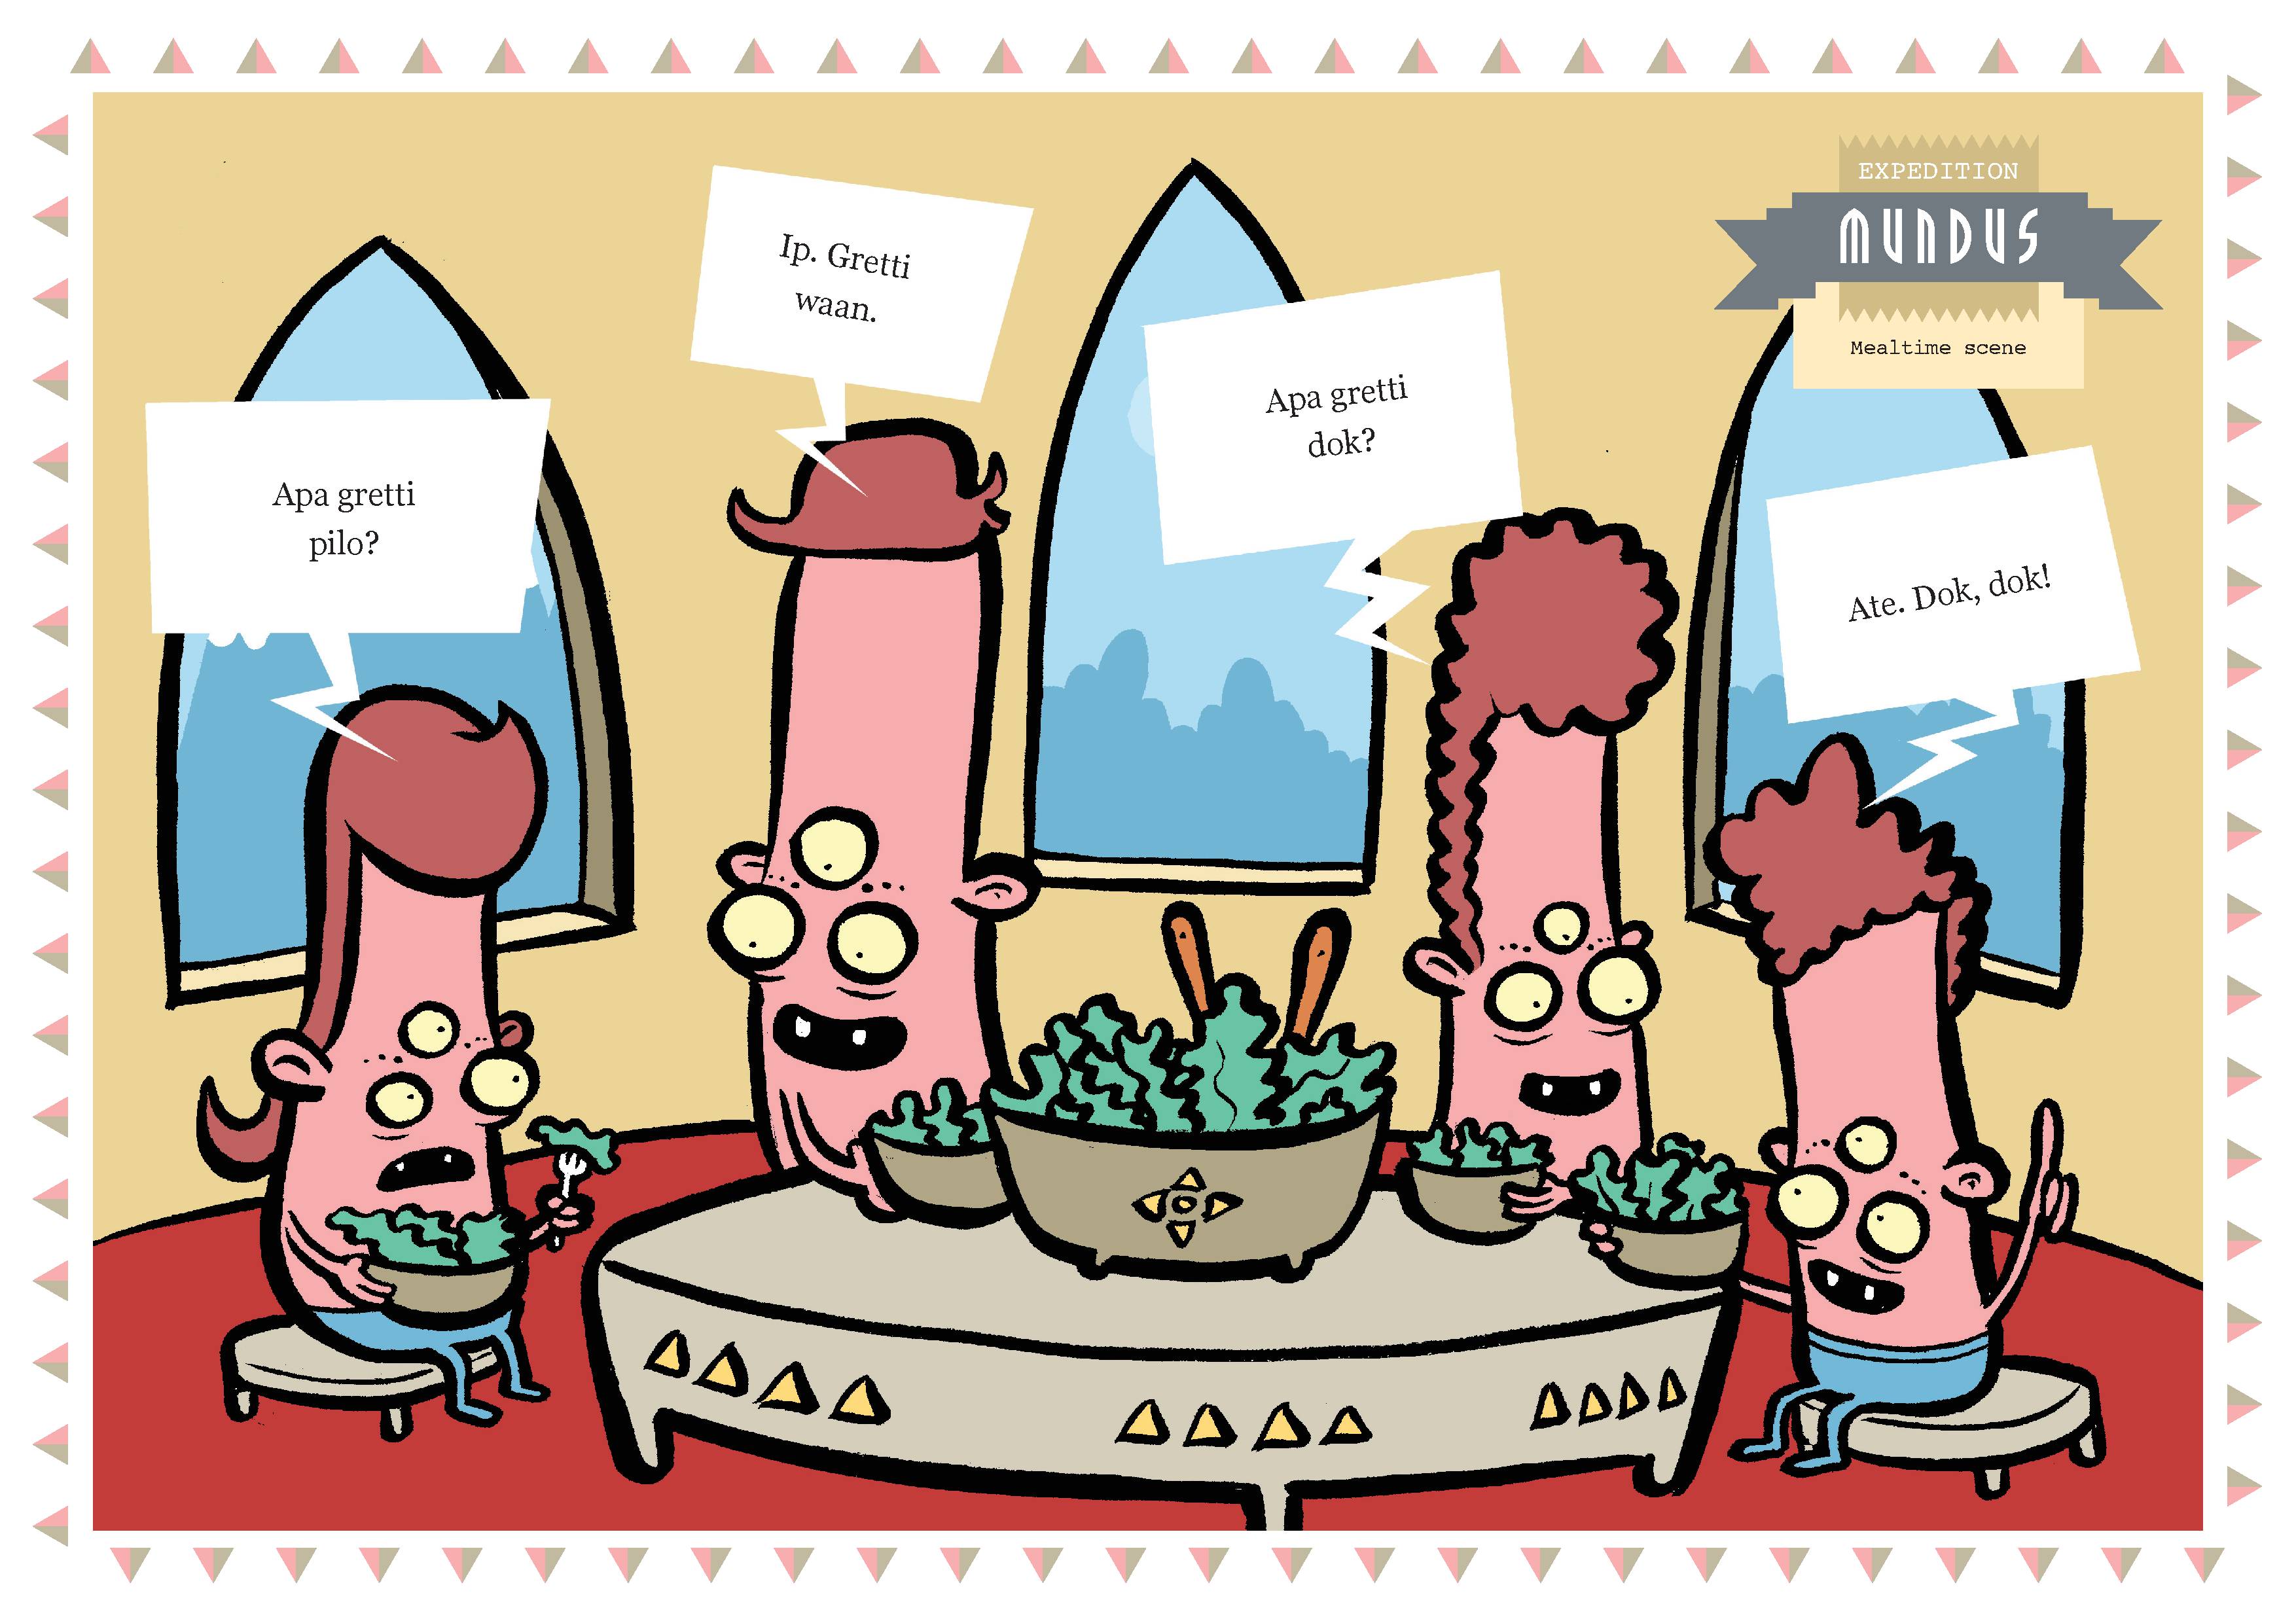 EXPEDITION
MUNDUS
Mealtime scene
Ip. Gretti
waan.
Apa gretti
dok?
Apa gretti
pilo?
Ate. Dok, dok!